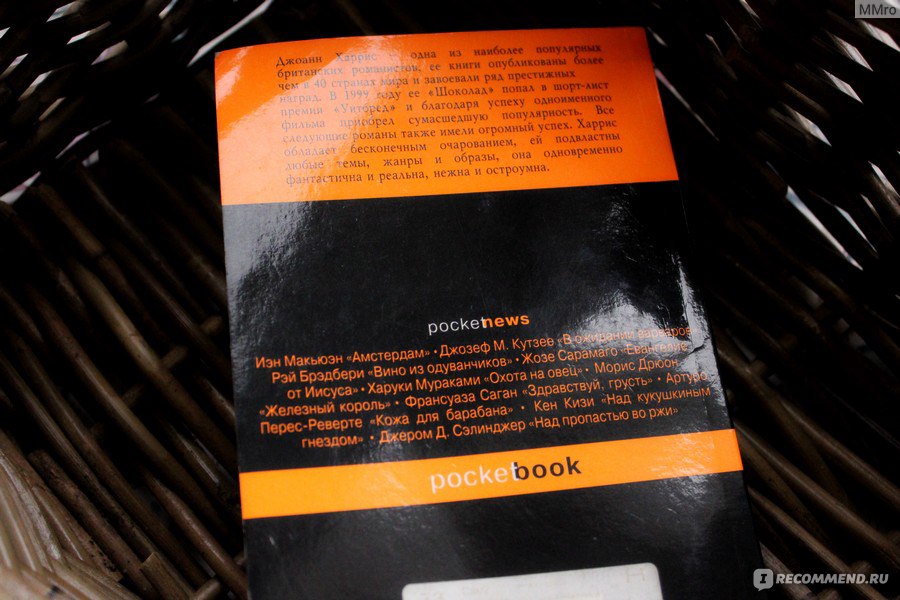 MMro
Джоанн Харрис — одна из наиболее популярных
британских романистов, ее книги опубликованы более
чем в 40 странах мира и завоевали ряд престижных
наград. В 1999 году ее «Шоколад» попал в шорт-лист
премии «Уитбред» и благодаря успеху одноименного
фильма приобрел сумасшедшую популярность. Все
следующие романы также имели огромный успех. Харрис
обладает бесконечным очарованием, ей подвластны
любые темы, жанры и образы, она одновременно
фантастична и реальна, нежна и остроумна.
pocketnews
Иэн Макьюэн «Амстердам» · Джозеф М. Кутзее «В ожидании варваров
Рэй Брэдбери «Вино из одуванчиков» · Жозе Сарамаго «Евангелие
от Иисуса» · Харуки Мураками «Охота на овец» · Морис Дрюон
«Железный король» · Франсуаза Саган «Здравствуй, грусть» · Артуро
Перес-Реверте «Кожа для барабана» · Кен Кизи «Над кукушкиным
гнездом» · Джером Д. Сэлинджер «Над пропастью во ржи»
pocketbook
I RECOMMEND.RU